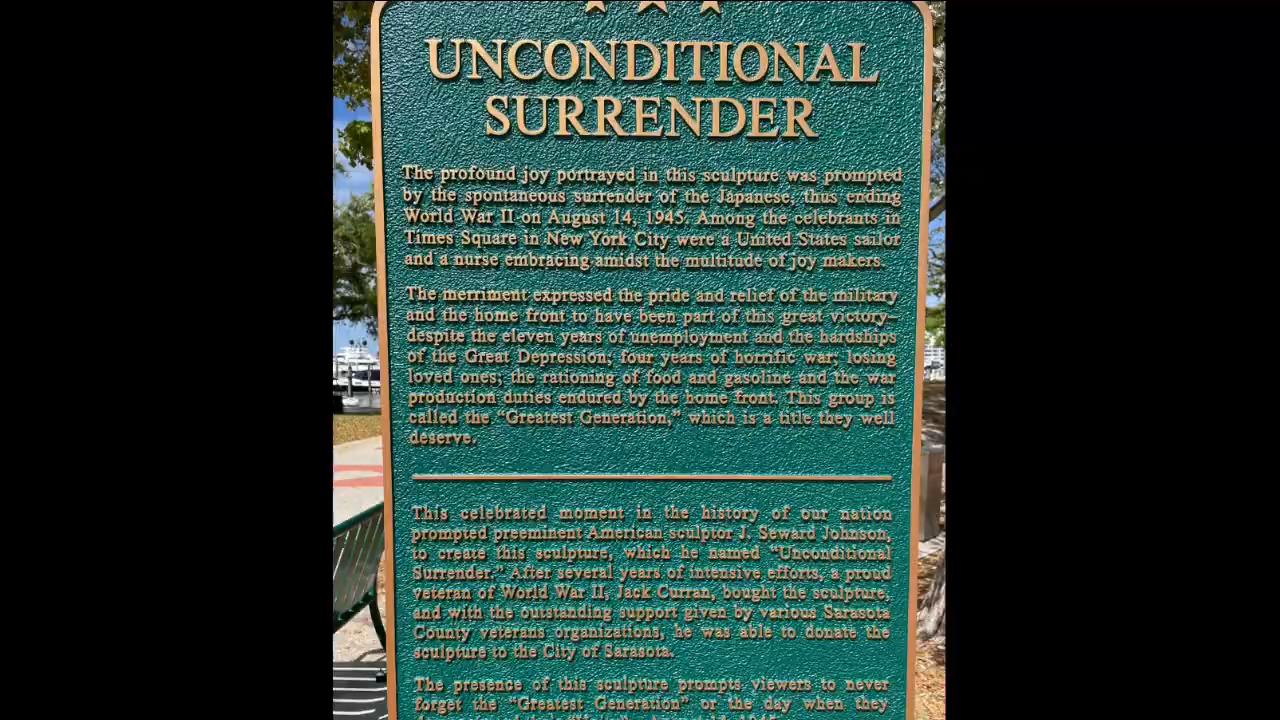 UNCONDITIONAL
SURRENDER
The profound joy portrayed in this sculpture was prompted
by the spontaneous surrender of the Japanese, thus ending
World War II on August 14, 1945. Among the celebrants in
Times Square in New York City were a United States sailor
and a nurse embracing amidst the multitude of joy makers.
The merriment expressed the pride and relief of the military
and the home front to have been part of this great victory–
despite the eleven years of unemployment and the hardships
of the Great Depression; four years of horrific war; losing
loved ones; the rationing of food and gasoline and the war
production duties endured by the home front. This group is
called the “Greatest Generation,” which is a title they well
deserve.
This celebrated moment in the history of our nation
prompted preeminent American sculptor J. Seward Johnson,
to create this sculpture, which he named “Unconditional
Surrender.” After several years of intensive efforts, a proud
veteran of World War II, Jack Curran, bought the sculpture,
and with the outstanding support given by various Sarasota
County veterans organizations, he was able to donate the
sculpture to the City of Sarasota.
The presence of this sculpture prompts viewers to never
forget the “Greatest Generation” or the day when they